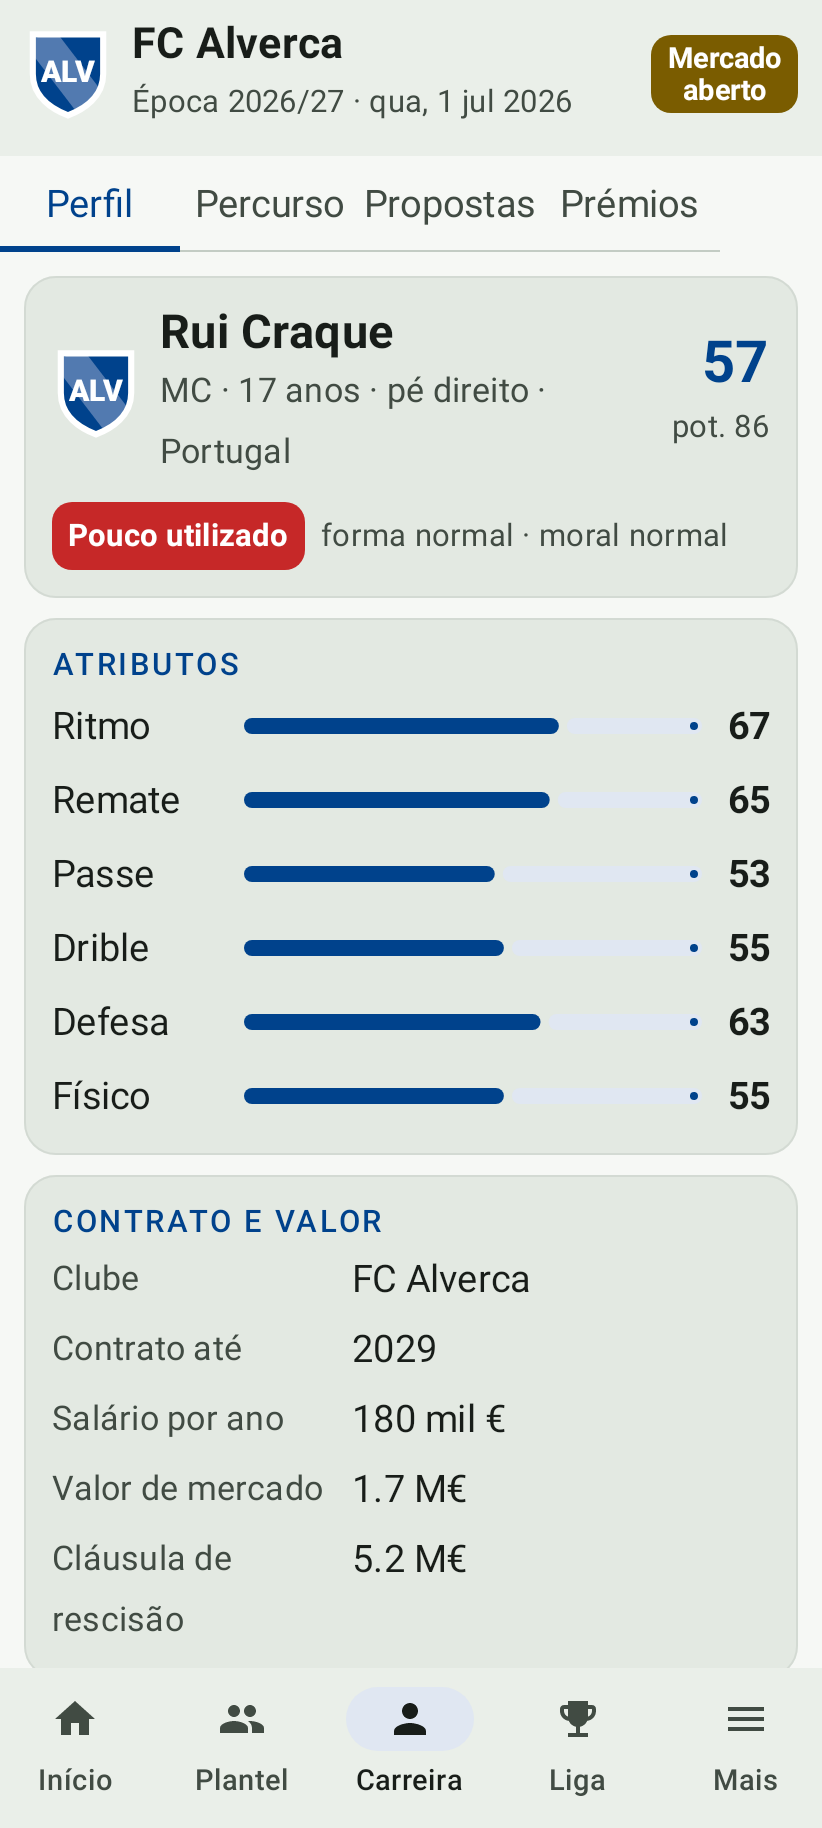 ALV
FC Alverca
Época 2026/27 · qua, 1 jul 2026
Mercado
aberto
Perfil
Percurso
Propostas
Prémios
ALV
Rui Craque
MC · 17 anos · pé direito ·
Portugal
57
pot. 86
Pouco utilizado
forma normal · moral normal
ATRIBUTOS
Ritmo 67
Remate 65
Passe 53
Drible 55
Defesa 63
Físico 55
CONTRATO E VALOR
Clube FC Alverca
Contrato até 2029
Salário por ano 180 mil €
Valor de mercado 1.7 M€
Cláusula de 5.2 M€
rescisão
Início
Plantel
Carreira
Liga
Mais